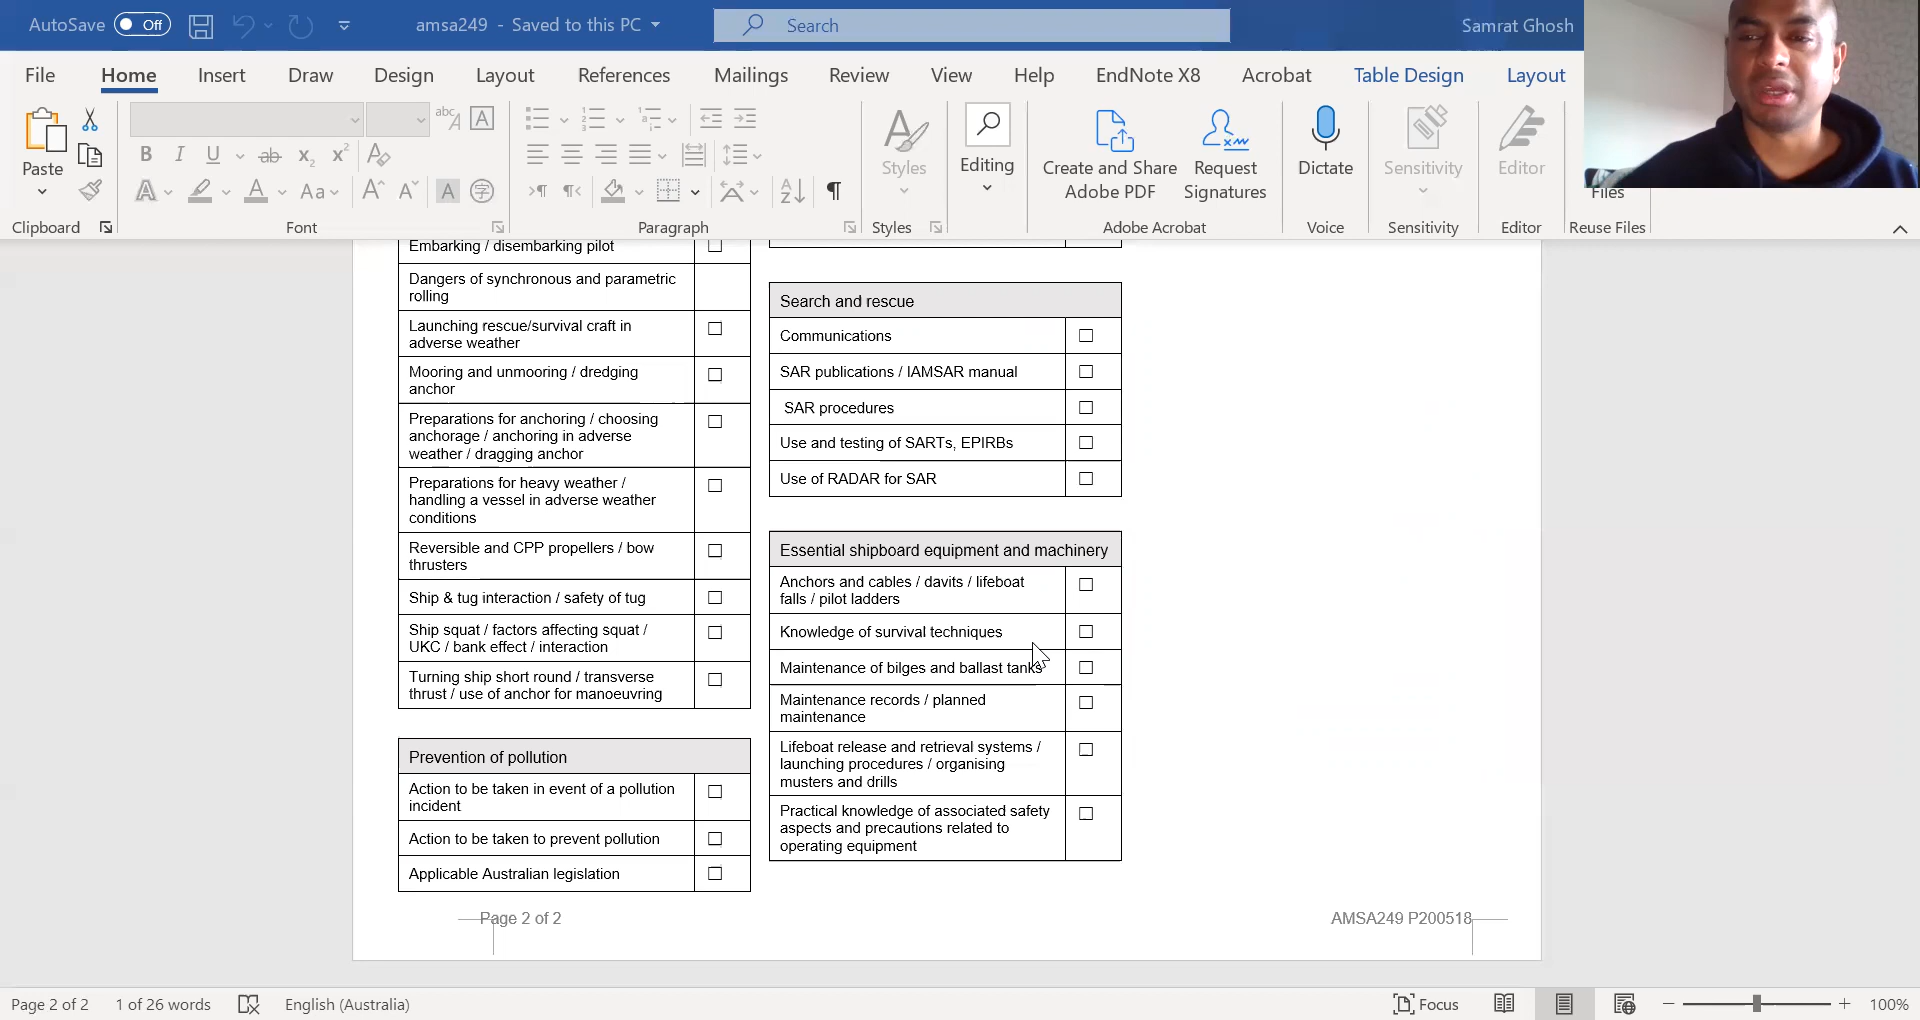 AutoSave Off amsa249 - Saved to this PC Search Samrat Ghosh
File Home Insert Draw Design Layout References Mailings Review View Help EndNote X8 Acrobat Table Design Layout
Paste
B I U ab x₂ x² Aa A A A 字
abc A A
Styles
Editing
Create and Share Adobe PDF
Request Signatures
Dictate
Sensitivity
Editor
Files
Clipboard Font Paragraph Styles Adobe Acrobat Voice Sensitivity Editor Reuse Files
Embarking / disembarking pilot
Dangers of synchronous and parametric
rolling
Launching rescue/survival craft in
adverse weather
Mooring and unmooring / dredging
anchor
Preparations for anchoring / choosing
anchorage / anchoring in adverse
weather / dragging anchor
Preparations for heavy weather /
handling a vessel in adverse weather
conditions
Reversible and CPP propellers / bow
thrusters
Ship & tug interaction / safety of tug
Ship squat / factors affecting squat /
UKC / bank effect / interaction
Turning ship short round / transverse
thrust / use of anchor for manoeuvring
Prevention of pollution
Action to be taken in event of a pollution
incident
Action to be taken to prevent pollution
Applicable Australian legislation
Search and rescue
Communications
SAR publications / IAMSAR manual
SAR procedures
Use and testing of SARTs, EPIRBs
Use of RADAR for SAR
Essential shipboard equipment and machinery
Anchors and cables / davits / lifeboat
falls / pilot ladders
Knowledge of survival techniques
Maintenance of bilges and ballast tanks
Maintenance records / planned
maintenance
Lifeboat release and retrieval systems /
launching procedures / organising
musters and drills
Practical knowledge of associated safety
aspects and precautions related to
operating equipment
Page 2 of 2 AMSA249 P200518
Page 2 of 2 1 of 26 words English (Australia) Focus 100%